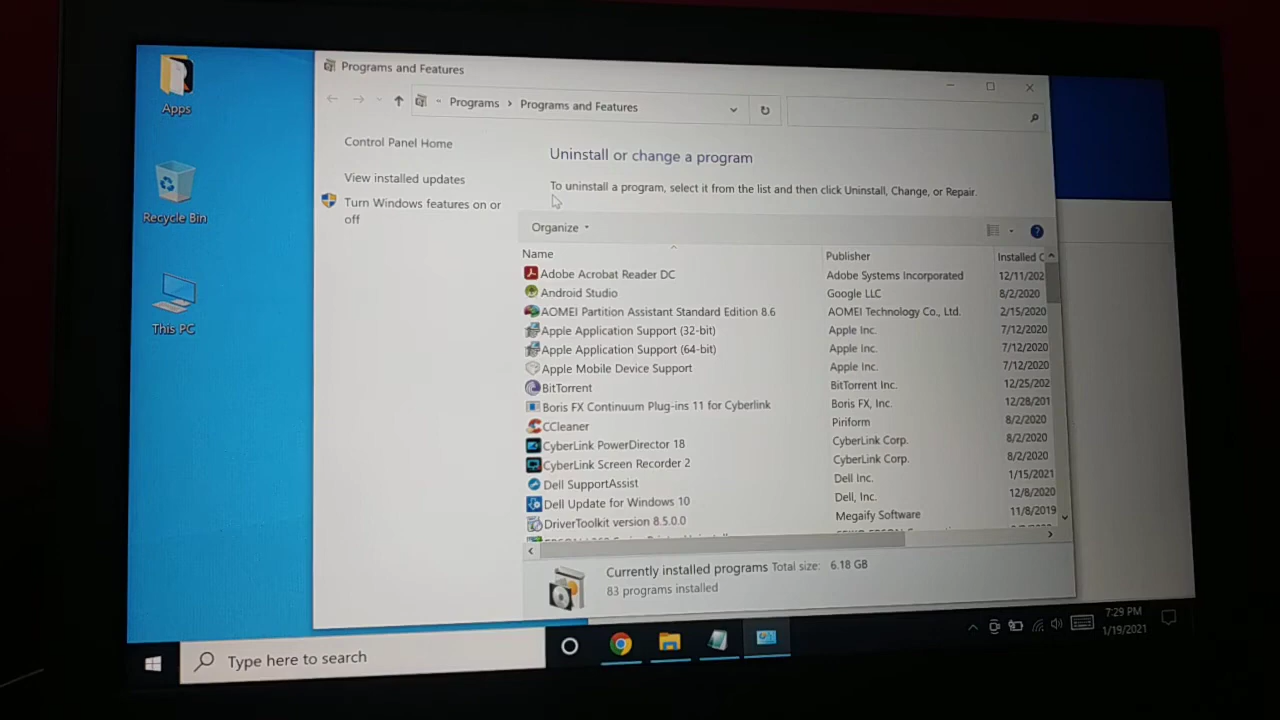 Programs and Features
Programs > Programs and Features
Control Panel Home
View installed updates
Turn Windows features on or
off
Uninstall or change a program
To uninstall a program, select it from the list and then click Uninstall, Change, or Repair.
Organize
Name Publisher Installed O
Adobe Acrobat Reader DC Adobe Systems Incorporated 12/11/202
Android Studio Google LLC 8/2/2020
AOMEI Partition Assistant Standard Edition 8.6 AOMEI Technology Co., Ltd. 2/15/2020
Apple Application Support (32-bit) Apple Inc. 7/12/2020
Apple Application Support (64-bit) Apple Inc. 7/12/2020
Apple Mobile Device Support Apple Inc. 7/12/2020
BitTorrent BitTorrent Inc. 12/25/202
Boris FX Continuum Plug-ins 11 for Cyberlink Boris FX, Inc. 12/28/201
CCleaner Piriform 8/2/2020
CyberLink PowerDirector 18 CyberLink Corp. 8/2/2020
CyberLink Screen Recorder 2 CyberLink Corp. 8/2/2020
Dell SupportAssist Dell Inc. 1/15/2021
Dell Update for Windows 10 Dell, Inc. 12/8/2020
DriverToolkit version 8.5.0.0 Megaify Software 11/8/2019
Currently installed programs Total size: 6.18 GB
83 programs installed
Apps
Recycle Bin
This PC
Type here to search
7:29 PM
1/19/2021